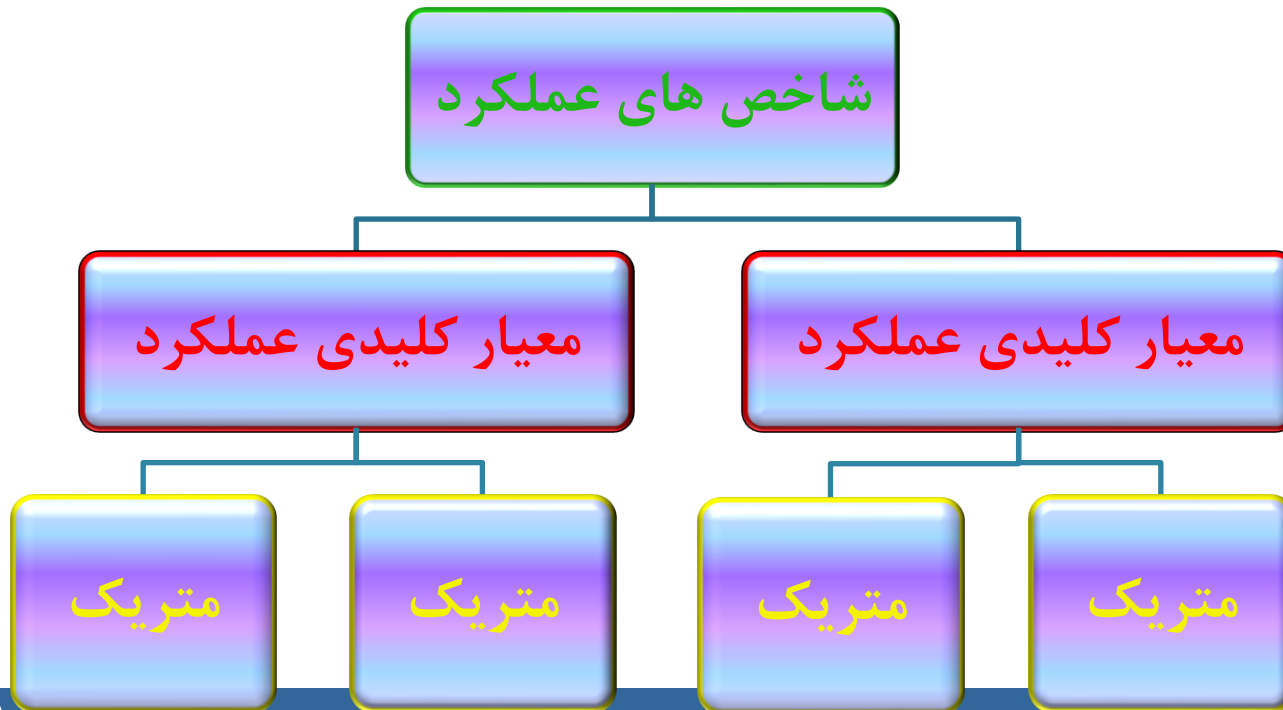 شاخص های عملکرد
معیار کلیدی عملکرد
معیار کلیدی عملکرد
متریک
متریک
متریک
متریک